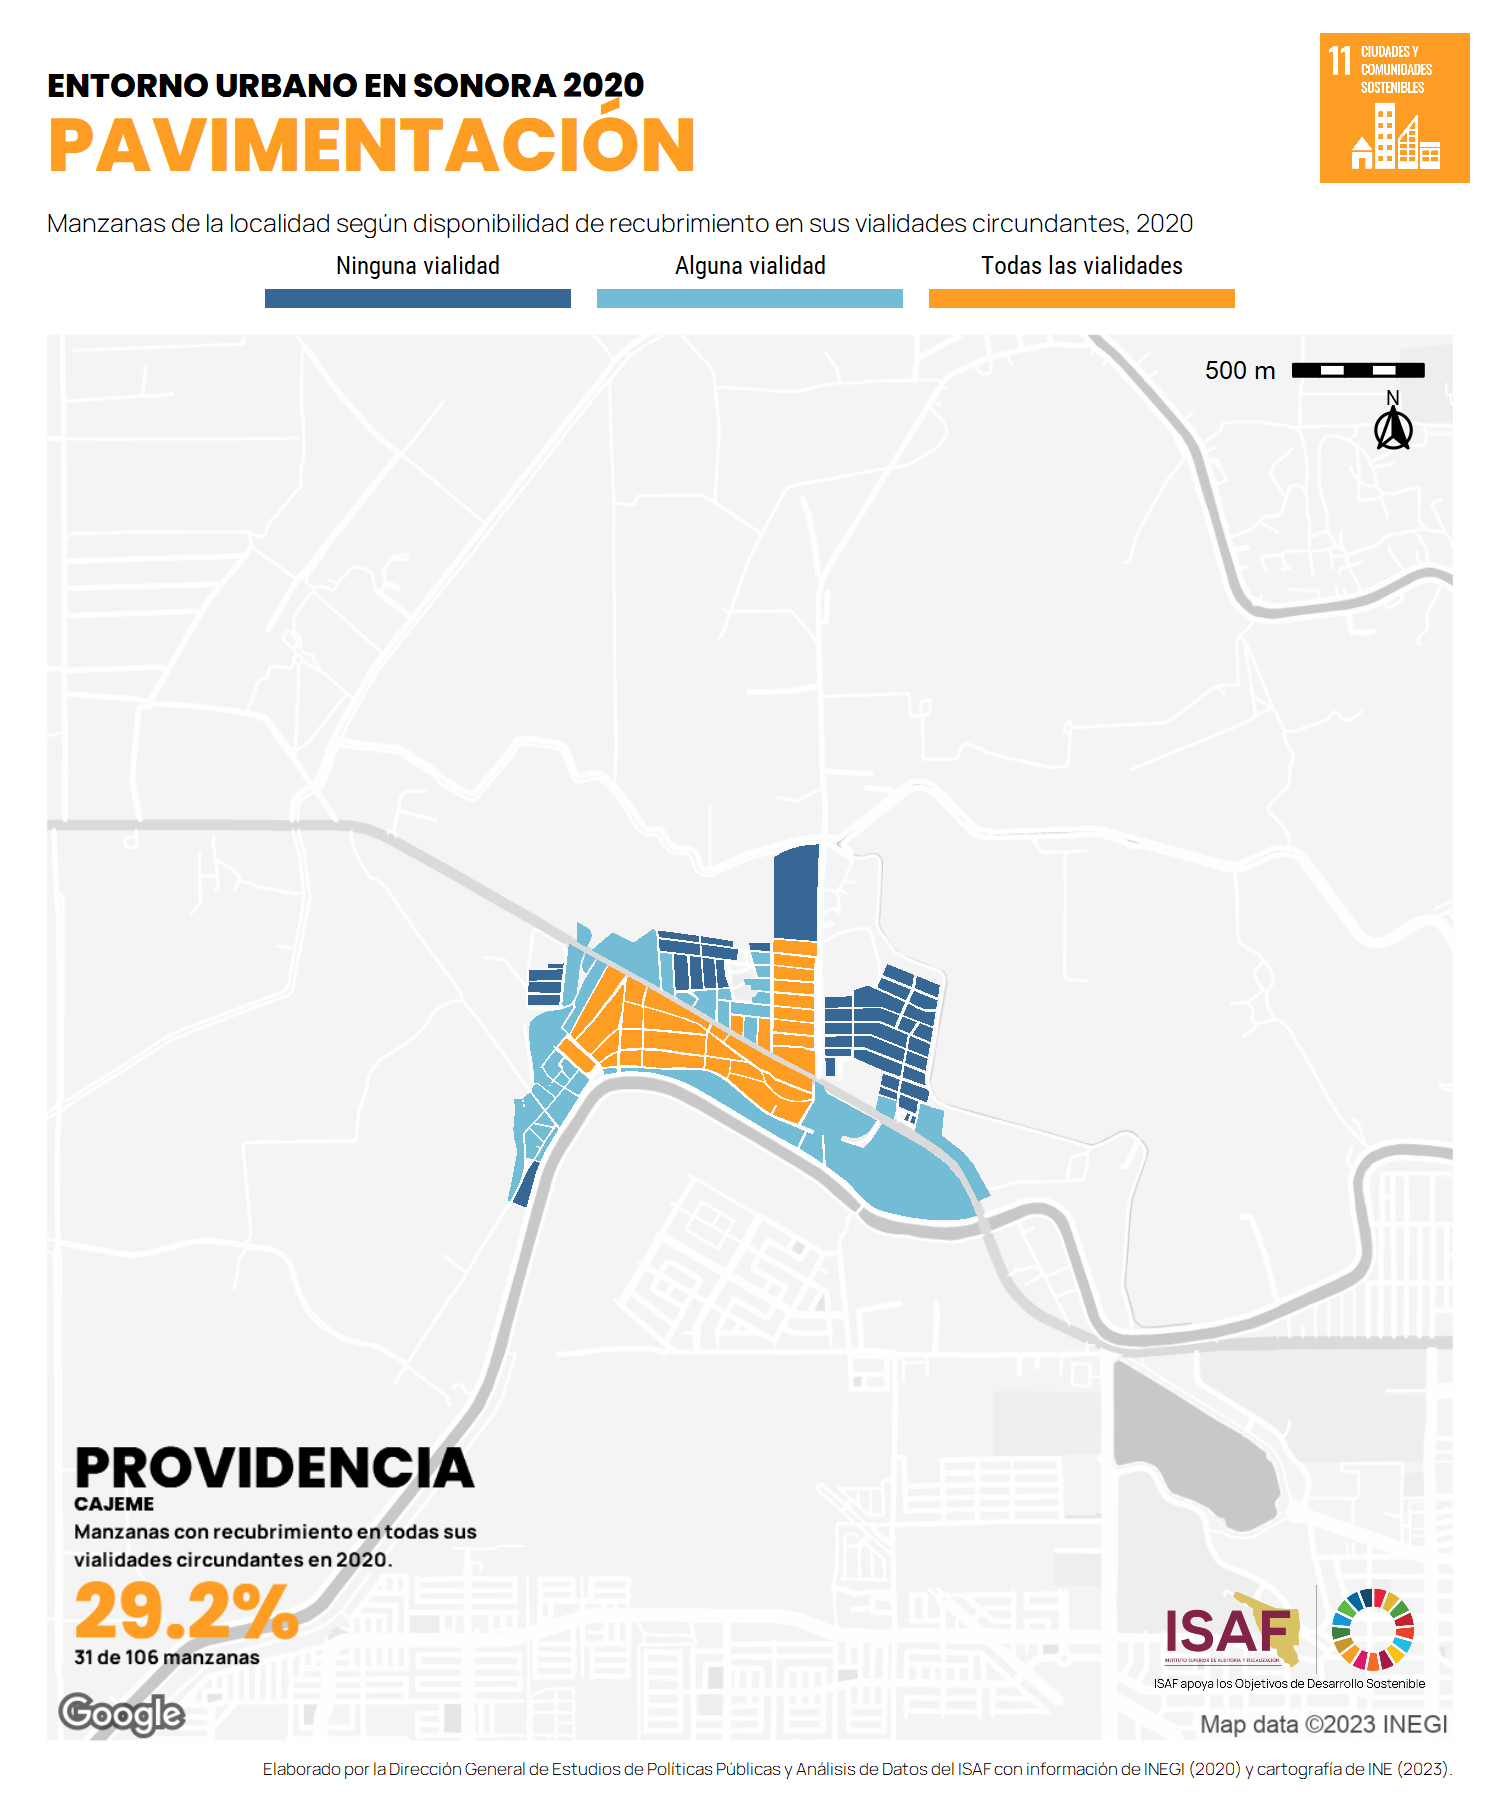 ENTORNO URBANO EN SONORA 2020
PAVIMENTACIÓN
11 CIUDADES Y
COMUNIDADES
SOSTENIBLES
Manzanas de la localidad según disponibilidad de recubrimiento en sus vialidades circundantes, 2020
Ninguna vialidad
Alguna vialidad
Todas las vialidades
500 m
N
PROVIDENCIA
CAJEME
Manzanas con recubrimiento en todas sus
vialidades circundantes en 2020.
29.2%
31 de 106 manzanas
Google
ISAF
INSTITUTO SUPERIOR DE AUDITORÍA Y FISCALIZACIÓN
ISAF apoya los Objetivos de Desarrollo Sostenible
Map data ©2023 INEGI
Elaborado por la Dirección General de Estudios de Políticas Públicas y Análisis de Datos del ISAF con información de INEGI (2020) y cartografía de INE (2023).